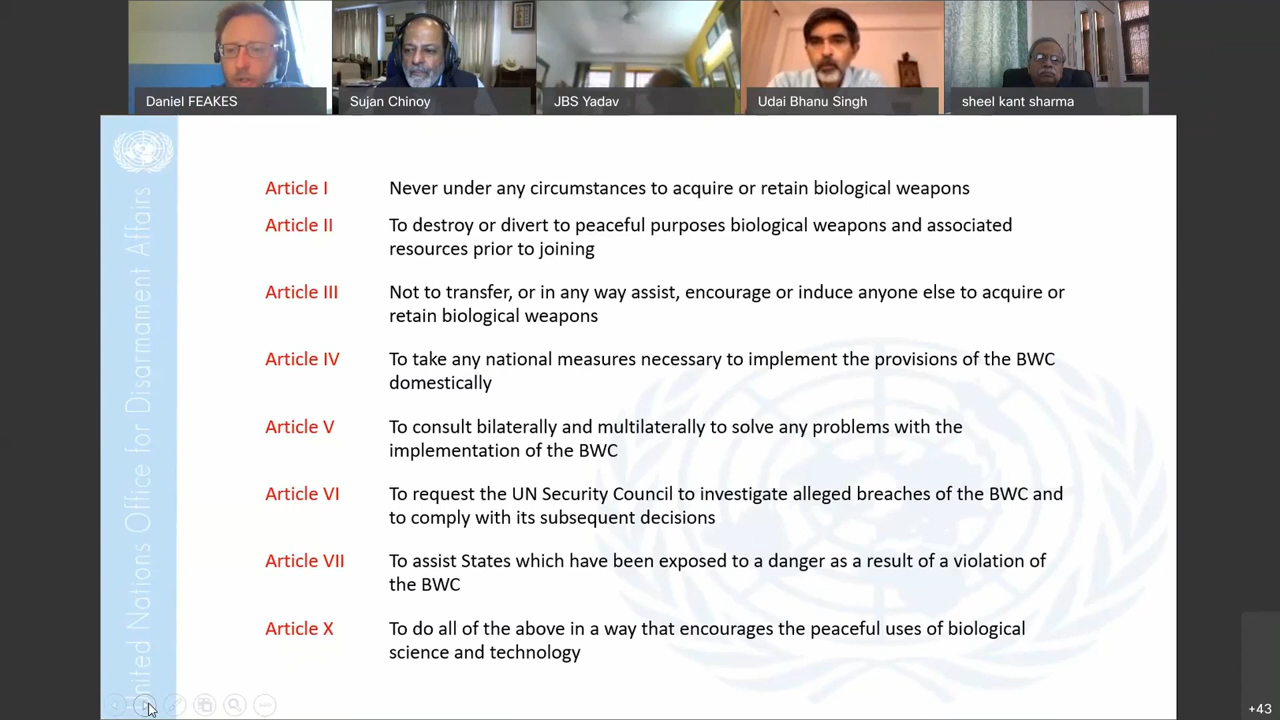 Daniel FEAKES
Sujan Chinoy
JBS Yadav
Udai Bhanu Singh
sheel kant sharma
United Nations Office for Disarmament Affairs
Article I Never under any circumstances to acquire or retain biological weapons
Article II To destroy or divert to peaceful purposes biological weapons and associated
resources prior to joining
Article III Not to transfer, or in any way assist, encourage or induce anyone else to acquire or
retain biological weapons
Article IV To take any national measures necessary to implement the provisions of the BWC
domestically
Article V To consult bilaterally and multilaterally to solve any problems with the
implementation of the BWC
Article VI To request the UN Security Council to investigate alleged breaches of the BWC and
to comply with its subsequent decisions
Article VII To assist States which have been exposed to a danger as a result of a violation of
the BWC
Article X To do all of the above in a way that encourages the peaceful uses of biological
science and technology
+43